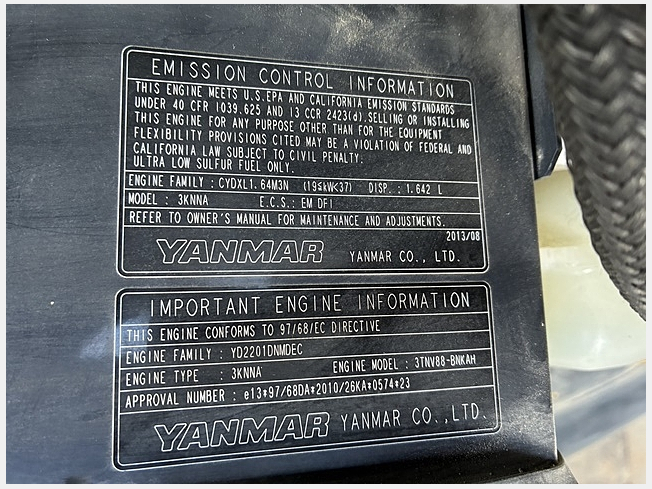 EMISSION CONTROL INFORMATION
THIS ENGINE MEETS U.S.EPA AND CALIFORNIA EMISSION STANDARDS
UNDER 40 CFR 1039.625 AND 13 CCR 2423(d).SELLING OR INSTALLING
THIS ENGINE FOR ANY PURPOSE OTHER THAN FOR THE EQUIPMENT
FLEXIBILITY PROVISIONS CITED MAY BE A VIOLATION OF FEDERAL AND
CALIFORNIA LAW SUBJECT TO CIVIL PENALTY.
ULTRA LOW SULFUR FUEL ONLY.
ENGINE FAMILY : CYDXL1.64M3N (19≤kW<37) DISP. : 1.642 L
MODEL : 3KNNA E.C.S. : EM DFI
REFER TO OWNER'S MANUAL FOR MAINTENANCE AND ADJUSTMENTS.
2013/08
YANMAR YANMAR CO., LTD.
IMPORTANT ENGINE INFORMATION
THIS ENGINE CONFORMS TO 97/68/EC DIRECTIVE
ENGINE FAMILY : YD2201DNMDEC
ENGINE TYPE : 3KNNA ENGINE MODEL : 3TNV88-BNKAH
APPROVAL NUMBER : e13*97/68DA*2010/26KA*0574*23
YANMAR YANMAR CO.,LTD.